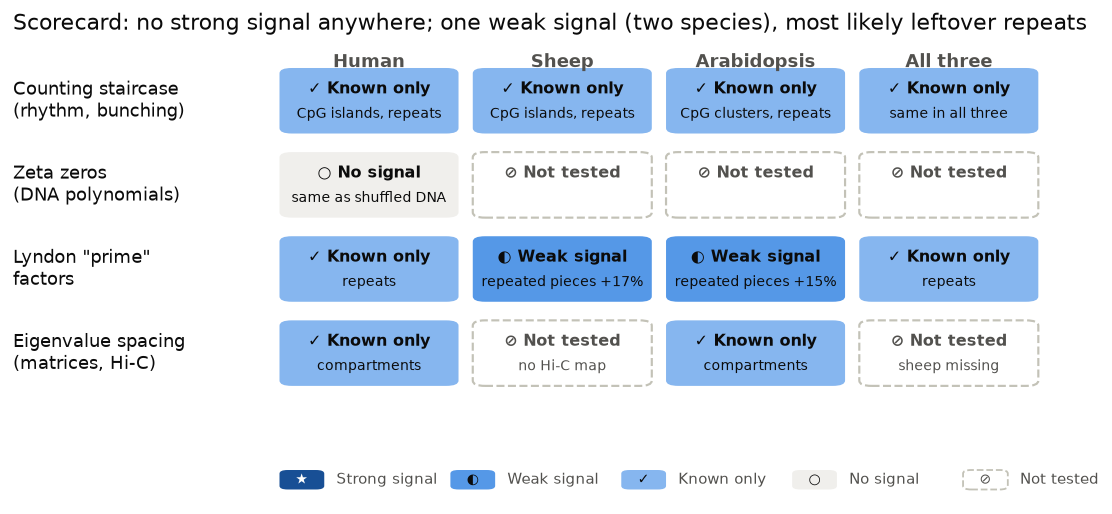 Scorecard: no strong signal anywhere; one weak signal (two species), most likely leftover repeats
Human Sheep Arabidopsis All three
Counting staircase
(rhythm, bunching)
✓ Known only
CpG islands, repeats
✓ Known only
CpG islands, repeats
✓ Known only
CpG clusters, repeats
✓ Known only
same in all three
Zeta zeros
(DNA polynomials)
○ No signal
same as shuffled DNA
⊘ Not tested
⊘ Not tested
⊘ Not tested
Lyndon "prime"
factors
✓ Known only
repeats
◐ Weak signal
repeated pieces +17%
◐ Weak signal
repeated pieces +15%
✓ Known only
repeats
Eigenvalue spacing
(matrices, Hi-C)
✓ Known only
compartments
⊘ Not tested
no Hi-C map
✓ Known only
compartments
⊘ Not tested
sheep missing
★ Strong signal ◐ Weak signal ✓ Known only ○ No signal ⊘ Not tested